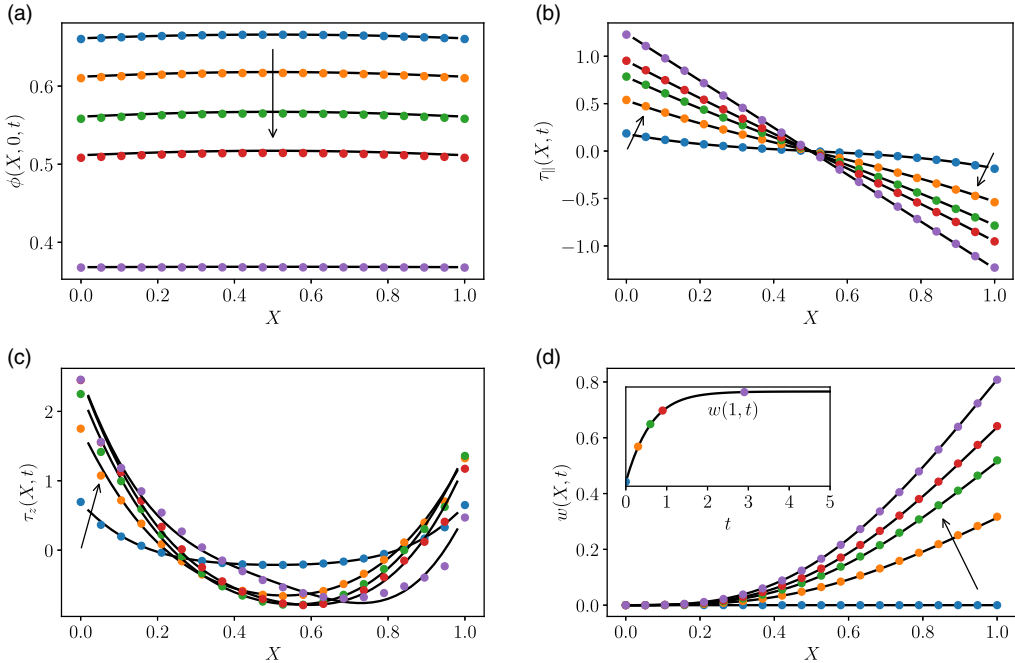 (a)
ϕ(X, 0, t)
0.6
0.5
0.4
0.0 0.2 0.4 0.6 0.8 1.0
X
(b)
τ∥(X, t)
1.0
0.5
0.0
−0.5
−1.0
0.0 0.2 0.4 0.6 0.8 1.0
X
(c)
τz(X, t)
2
1
0
0.0 0.2 0.4 0.6 0.8 1.0
X
(d)
w(X, t)
0.8
0.6
0.4
0.2
0.0
w(1, t)
0 1 2 3 4 5
t
0.0 0.2 0.4 0.6 0.8 1.0
X